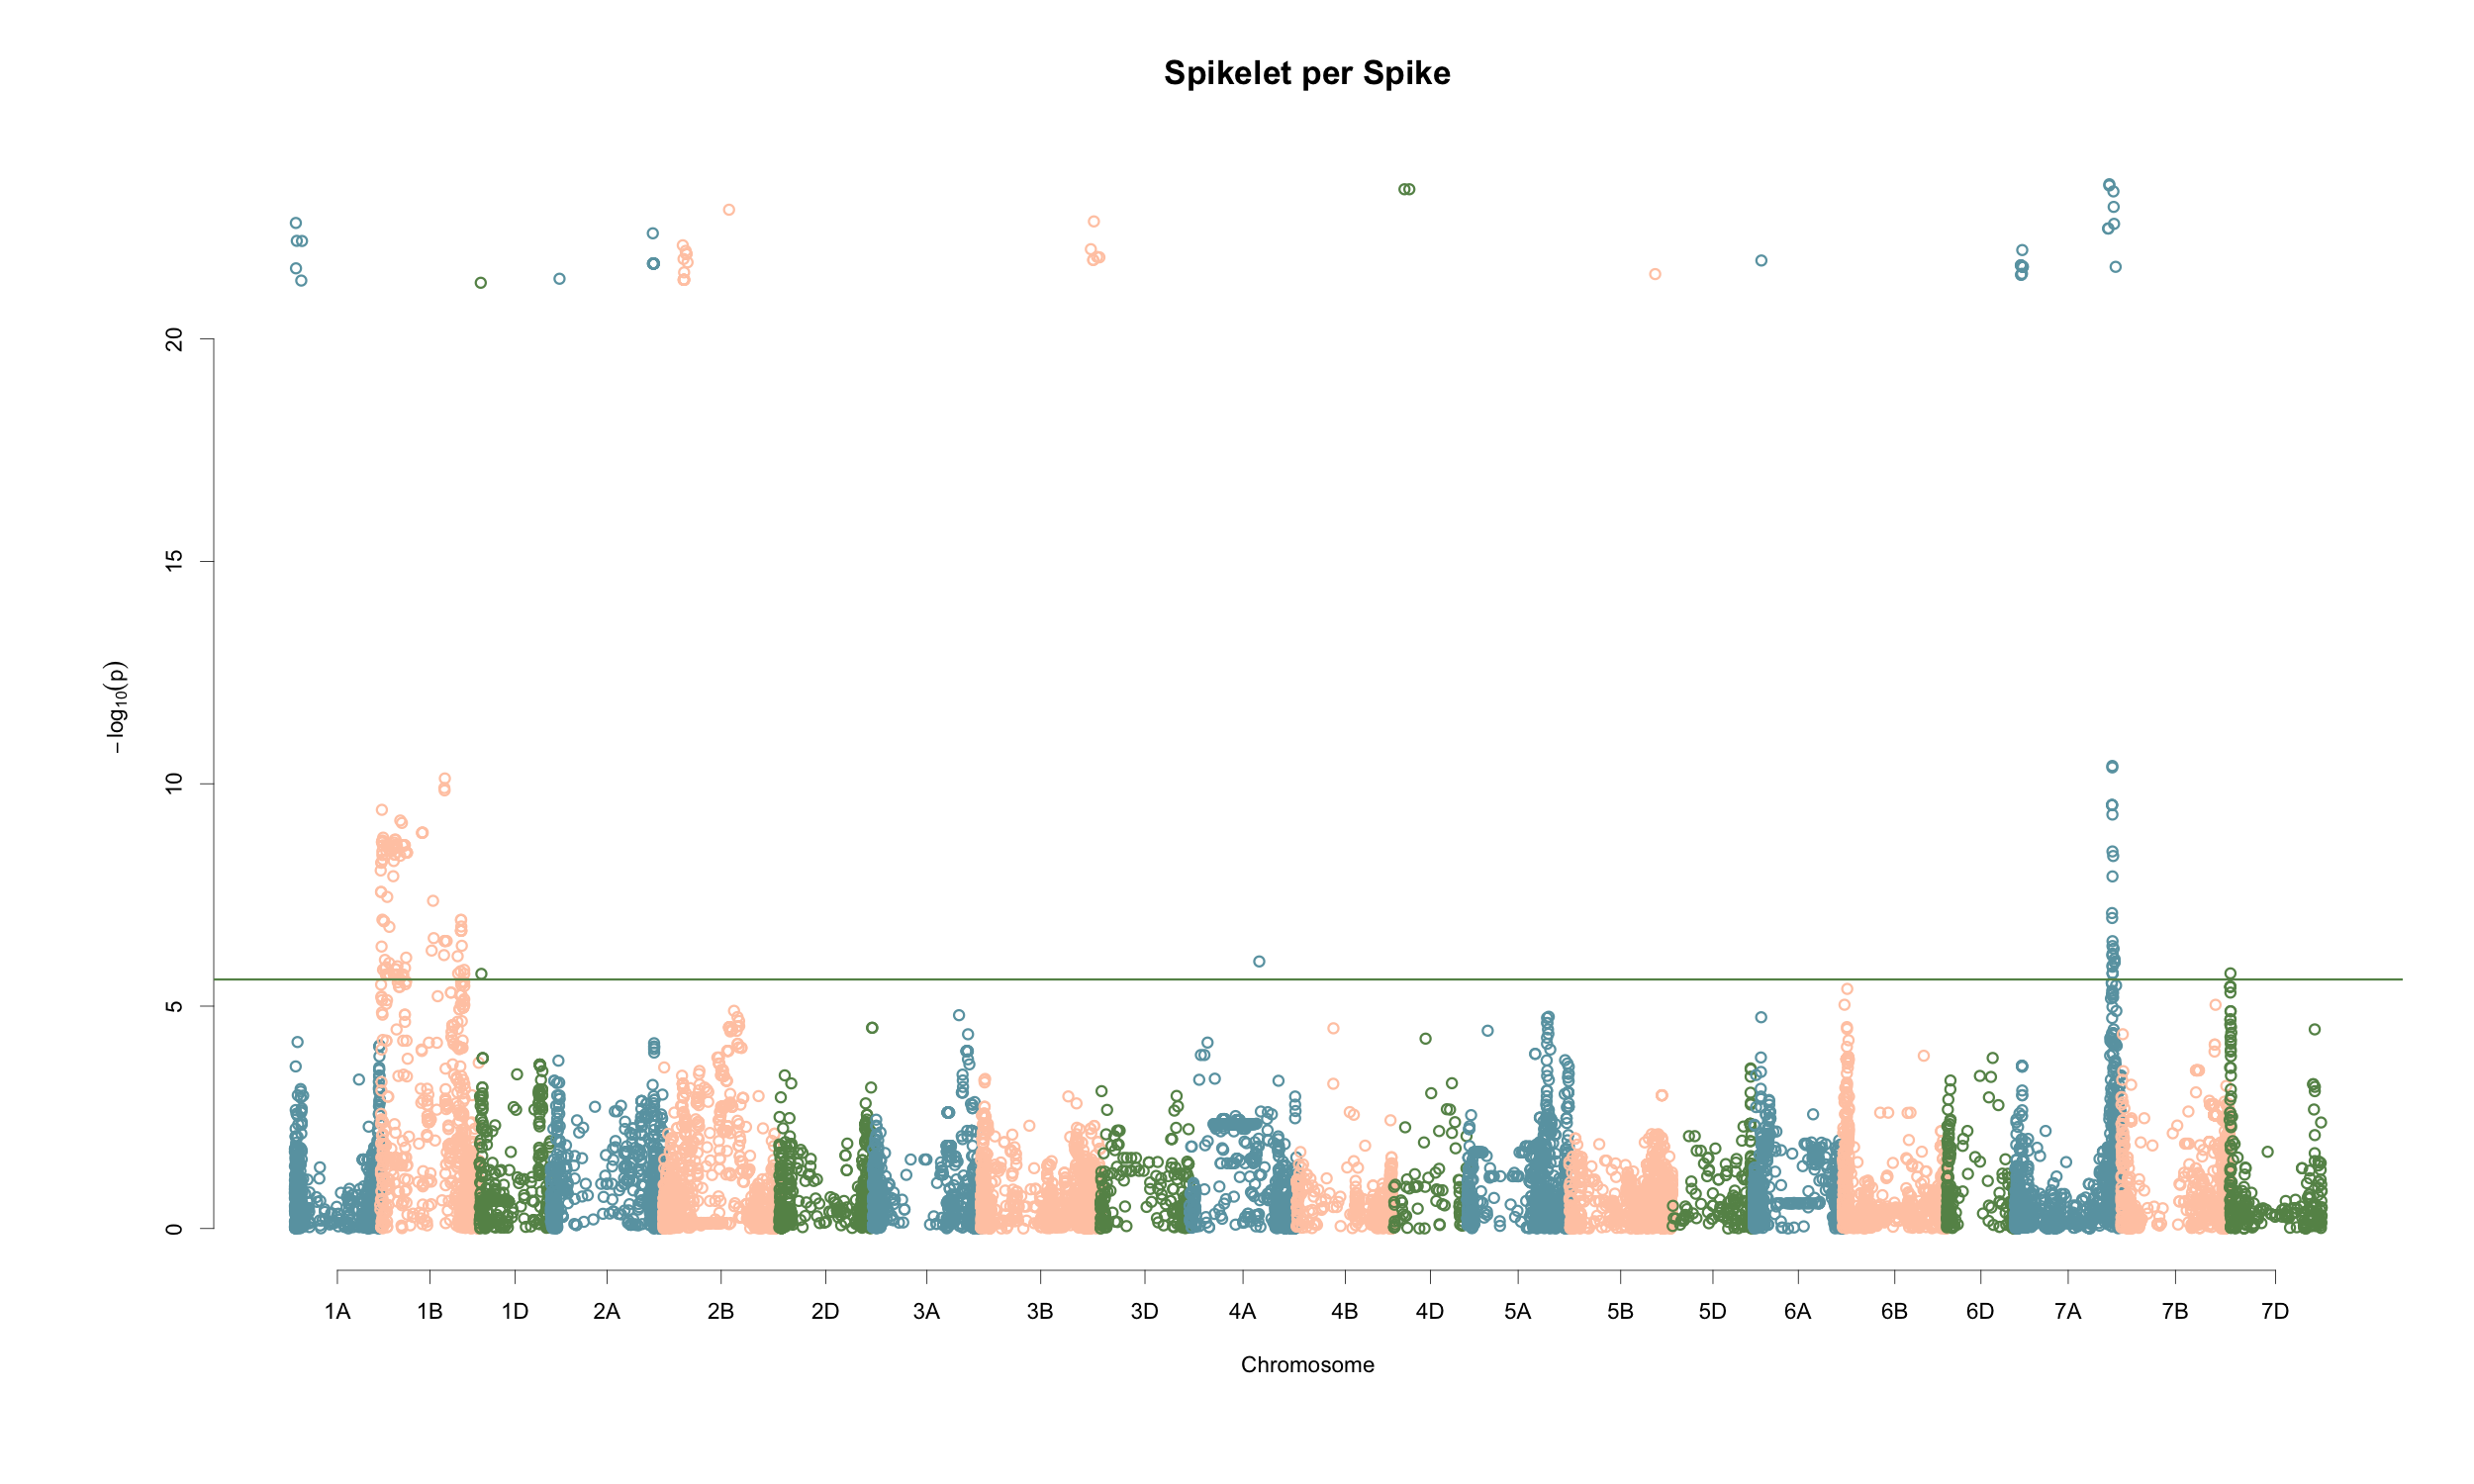 Spikelet per Spike
20
15
10
5
0
−log10(p)
1A 1B 1D 2A 2B 2D 3A 3B 3D 4A 4B 4D 5A 5B 5D 6A 6B 6D 7A 7B 7D
Chromosome